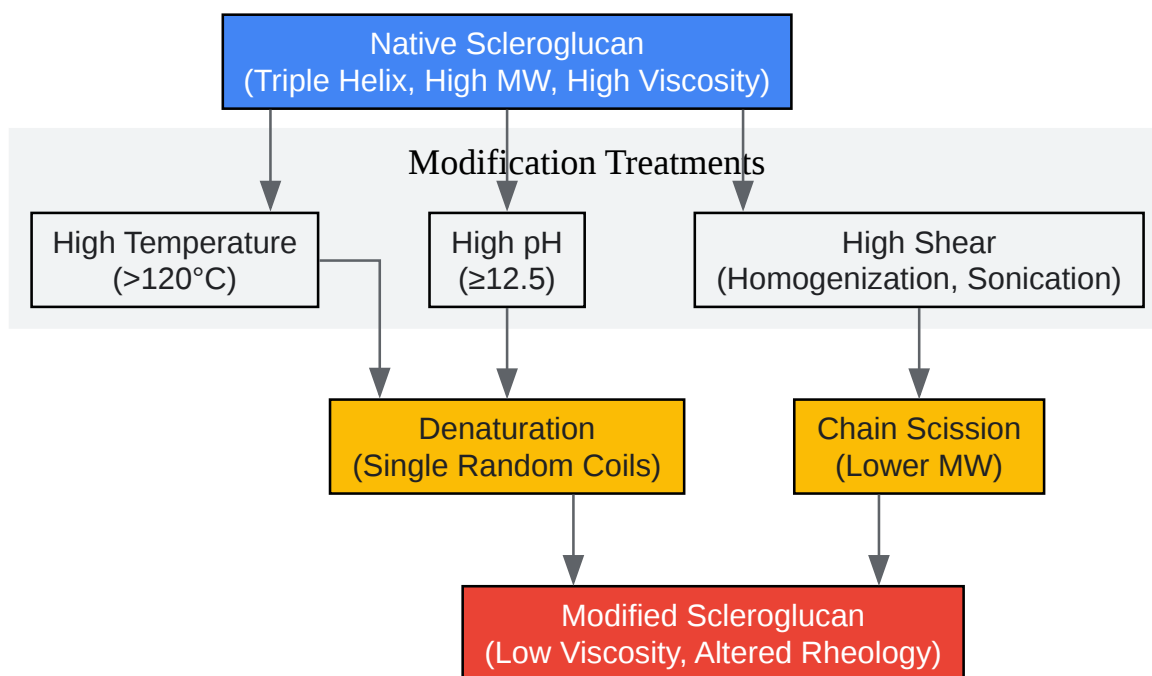 Native Scleroglucan
(Triple Helix, High MW, High Viscosity)
Modification Treatments
High Temperature
(>120°C)
High pH
(≥12.5)
High Shear
(Homogenization, Sonication)
Denaturation
(Single Random Coils)
Chain Scission
(Lower MW)
Modified Scleroglucan
(Low Viscosity, Altered Rheology)